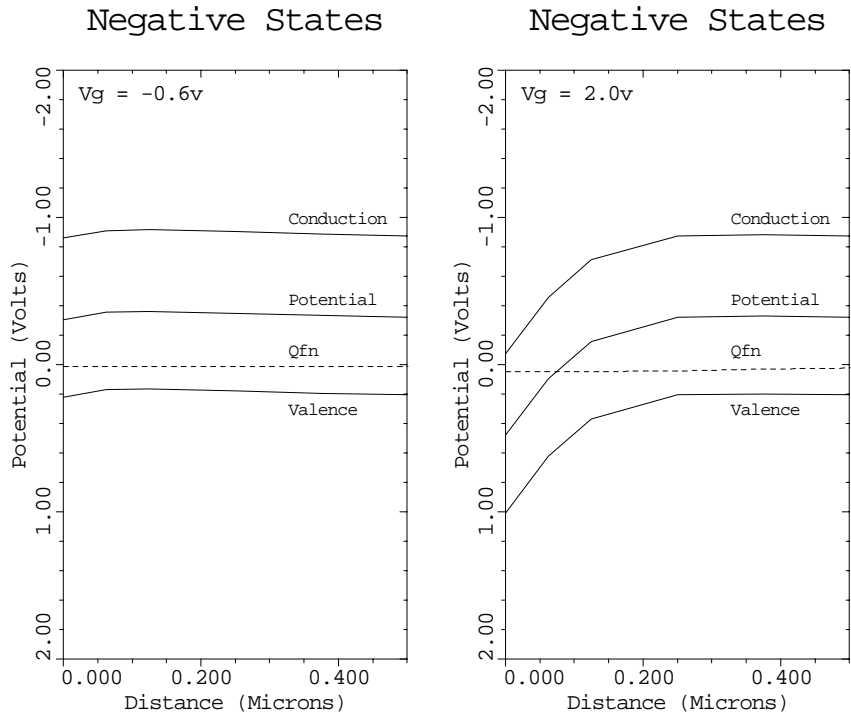 Negative States
Vg = -0.6v
Conduction
Potential
Qfn
Valence
Potential (Volts)
-2.00
-1.00
0.00
1.00
2.00
0.000 0.200 0.400
Distance (Microns)
Negative States
Vg = 2.0v
Conduction
Potential
Qfn
Valence
Potential (Volts)
-2.00
-1.00
0.00
1.00
2.00
0.000 0.200 0.400
Distance (Microns)